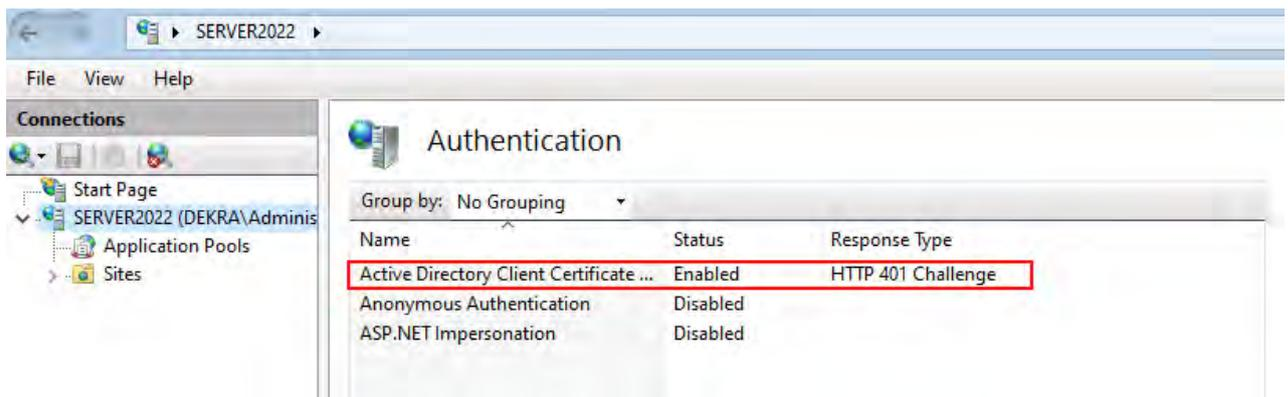 SERVER2022
File View Help
Connections
Authentication
Start Page
Group by: No Grouping
SERVER2022 (DEKRA\Adminis
Application Pools
Name Status Response Type
Sites
Active Directory Client Certificate ... Enabled HTTP 401 Challenge
Anonymous Authentication Disabled
ASP.NET Impersonation Disabled